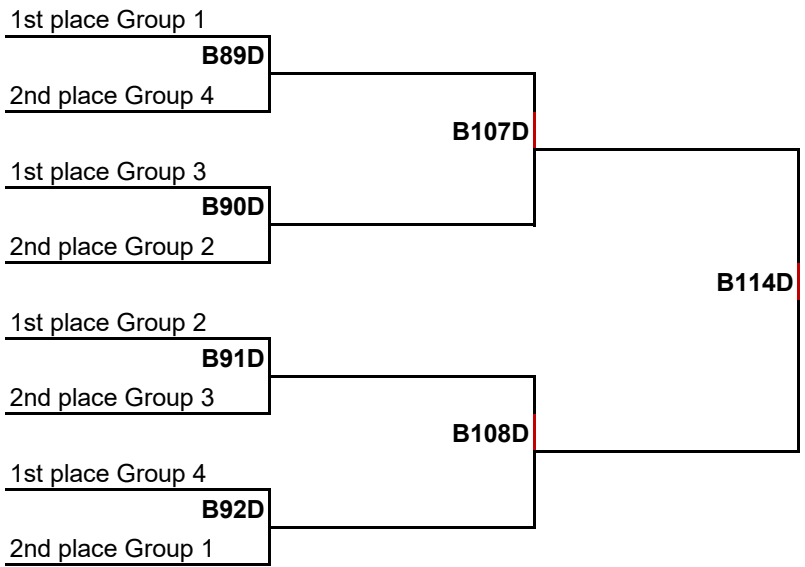 1st place Group 1
B89D
2nd place Group 4
B107D
1st place Group 3
B90D
2nd place Group 2
B114D
1st place Group 2
B91D
2nd place Group 3
B108D
1st place Group 4
B92D
2nd place Group 1